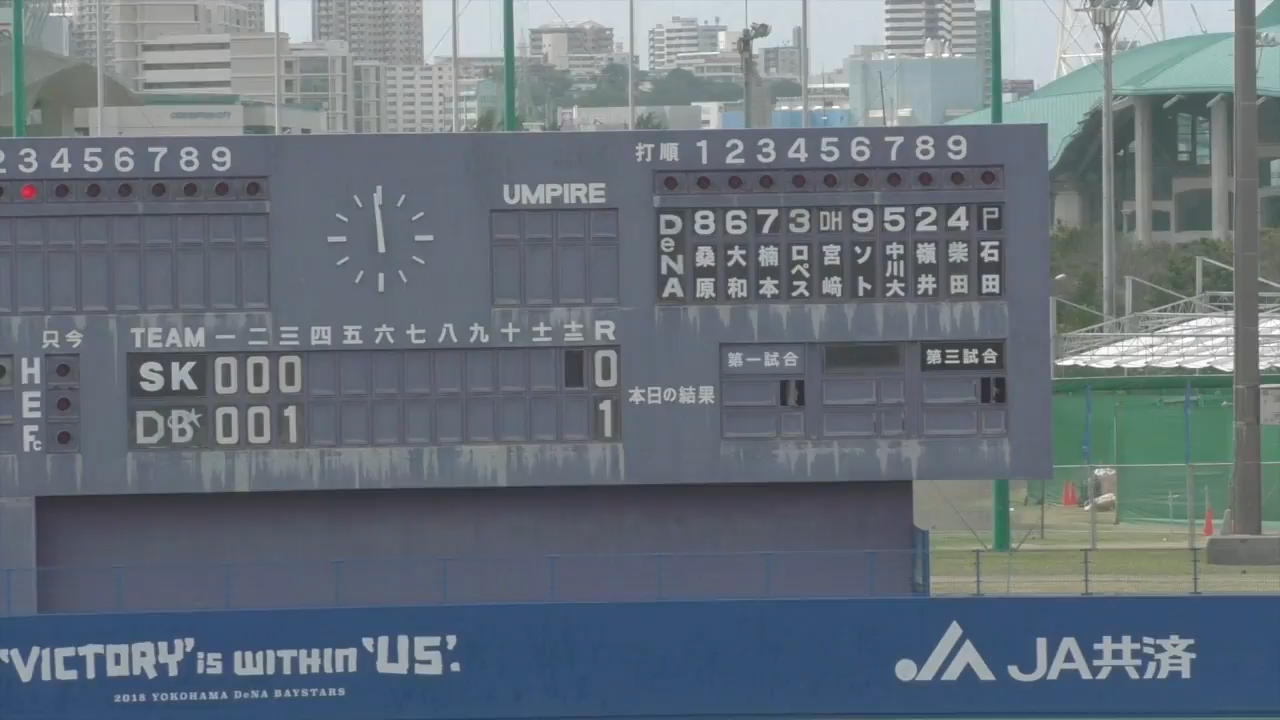 2 3 4 5 6 7 8 9
UMPIRE
打順 1 2 3 4 5 6 7 8 9
DeNA 8 6 7 3 DH 9 5 2 4 P
桑原 大和 楠本 ロペス 宮﨑 ソト 中川大 嶺井 柴田 石田
只今
H
E
Fc
TEAM 一 二 三 四 五 六 七 八 九 十 士 圭 R
SK 0 0 0 0
DB 0 0 1 1
本日の結果
第一試合 第三試合
'VICTORY' is WITHIN 'US'.
2018 YOKOHAMA DeNA BAYSTARS
JA共済